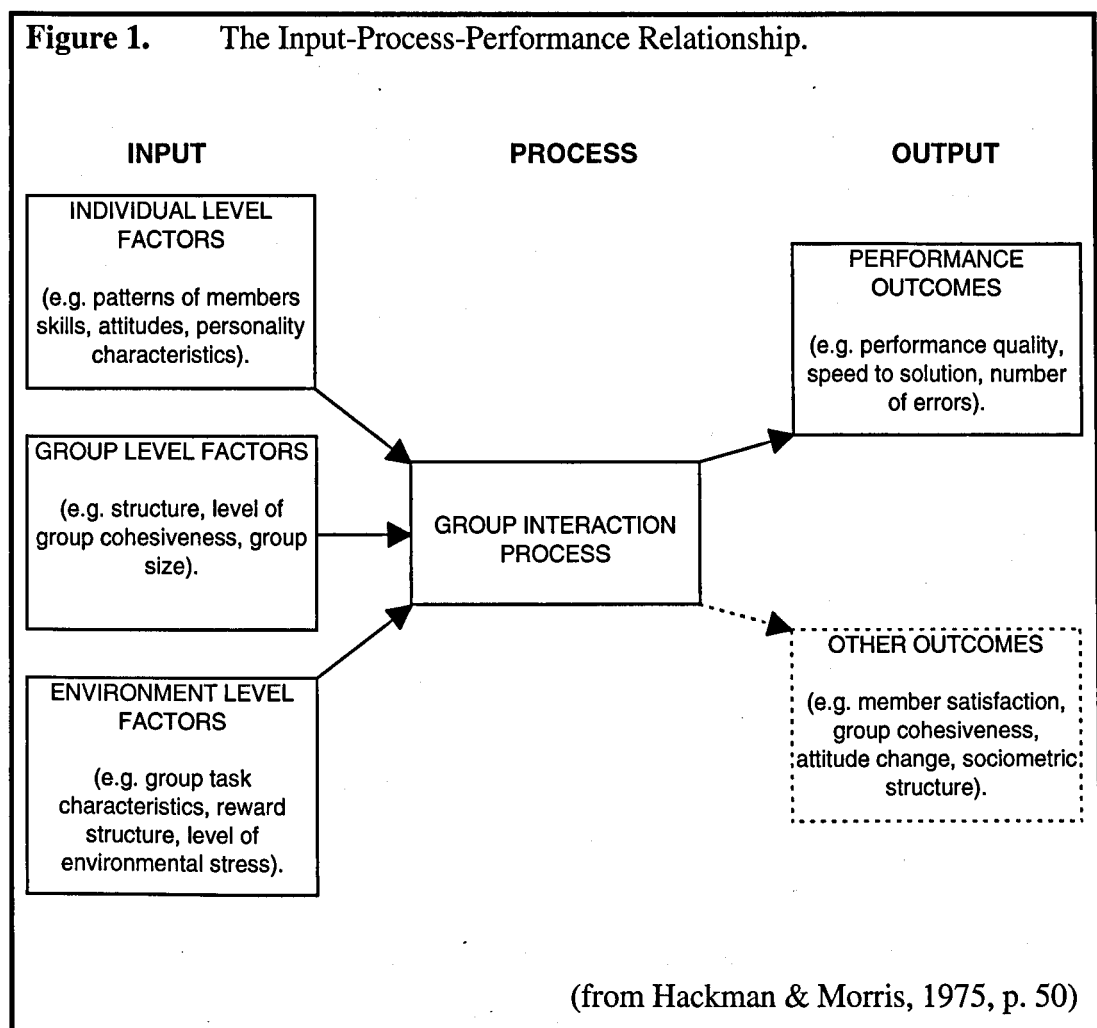 Figure 1. The Input-Process-Performance Relationship.
INPUT
PROCESS
OUTPUT
INDIVIDUAL LEVEL
FACTORS
(e.g. patterns of members
skills, attitudes, personality
characteristics).
GROUP LEVEL FACTORS
(e.g. structure, level of
group cohesiveness, group
size).
ENVIRONMENT LEVEL
FACTORS
(e.g. group task
characteristics, reward
structure, level of
environmental stress).
GROUP INTERACTION
PROCESS
PERFORMANCE
OUTCOMES
(e.g. performance quality,
speed to solution, number
of errors).
OTHER OUTCOMES
(e.g. member satisfaction,
group cohesiveness,
attitude change, sociometric
structure).
(from Hackman & Morris, 1975, p. 50)